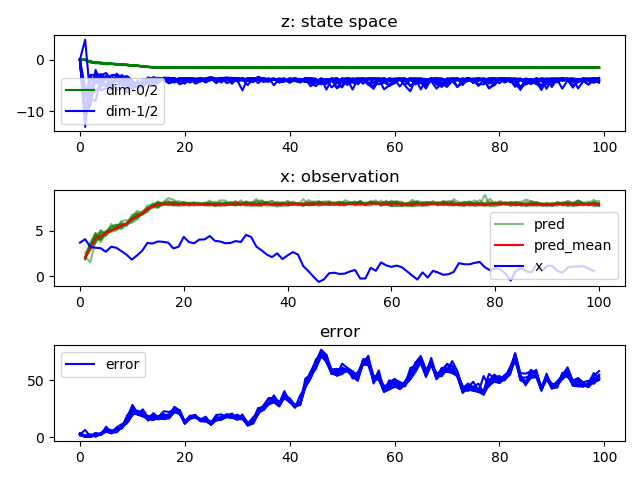 z: state space
0
−10
dim-0/2
dim-1/2
0 20 40 60 80 100
x: observation
5
0
pred
pred_mean
x
0 20 40 60 80 100
error
50
0
error
0 20 40 60 80 100